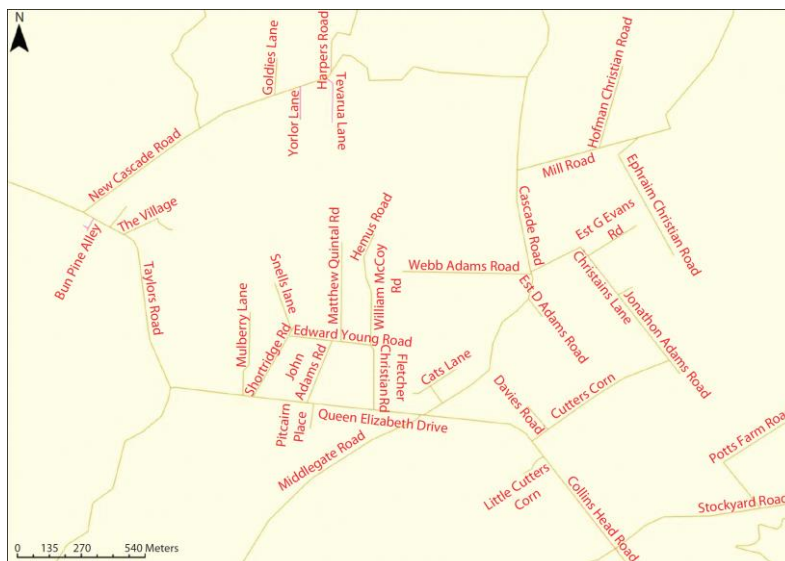 N
Goldies Lane
Harpers Road
Yorlor Lane
Tevarua Lane
Hofman Christian Road
New Cascade Road
Mill Road
Ephraim Christian Road
Bun Pine Alley
The Village
Cascade Road
Est G Evans
Rd
Taylors Road
Snells lane
Matthew Quintal Rd
Hemus Road
William McCoy
Rd
Webb Adams Road
Christains Lane
Est D Adams Road
Jonathon Adams Road
Mulberry Lane
Shortridge Rd
Edward Young Road
John
Adams Rd
Fletcher
ChristianRd
Cats Lane
Pitcairn
Place
Queen Elizabeth Drive
Davies Road
Cutters Corn
Middlegate Road
Little Cutters
Corn
Collins Head Road
Potts Farm Roa
Stockyard Road
0 135 270 540 Meters